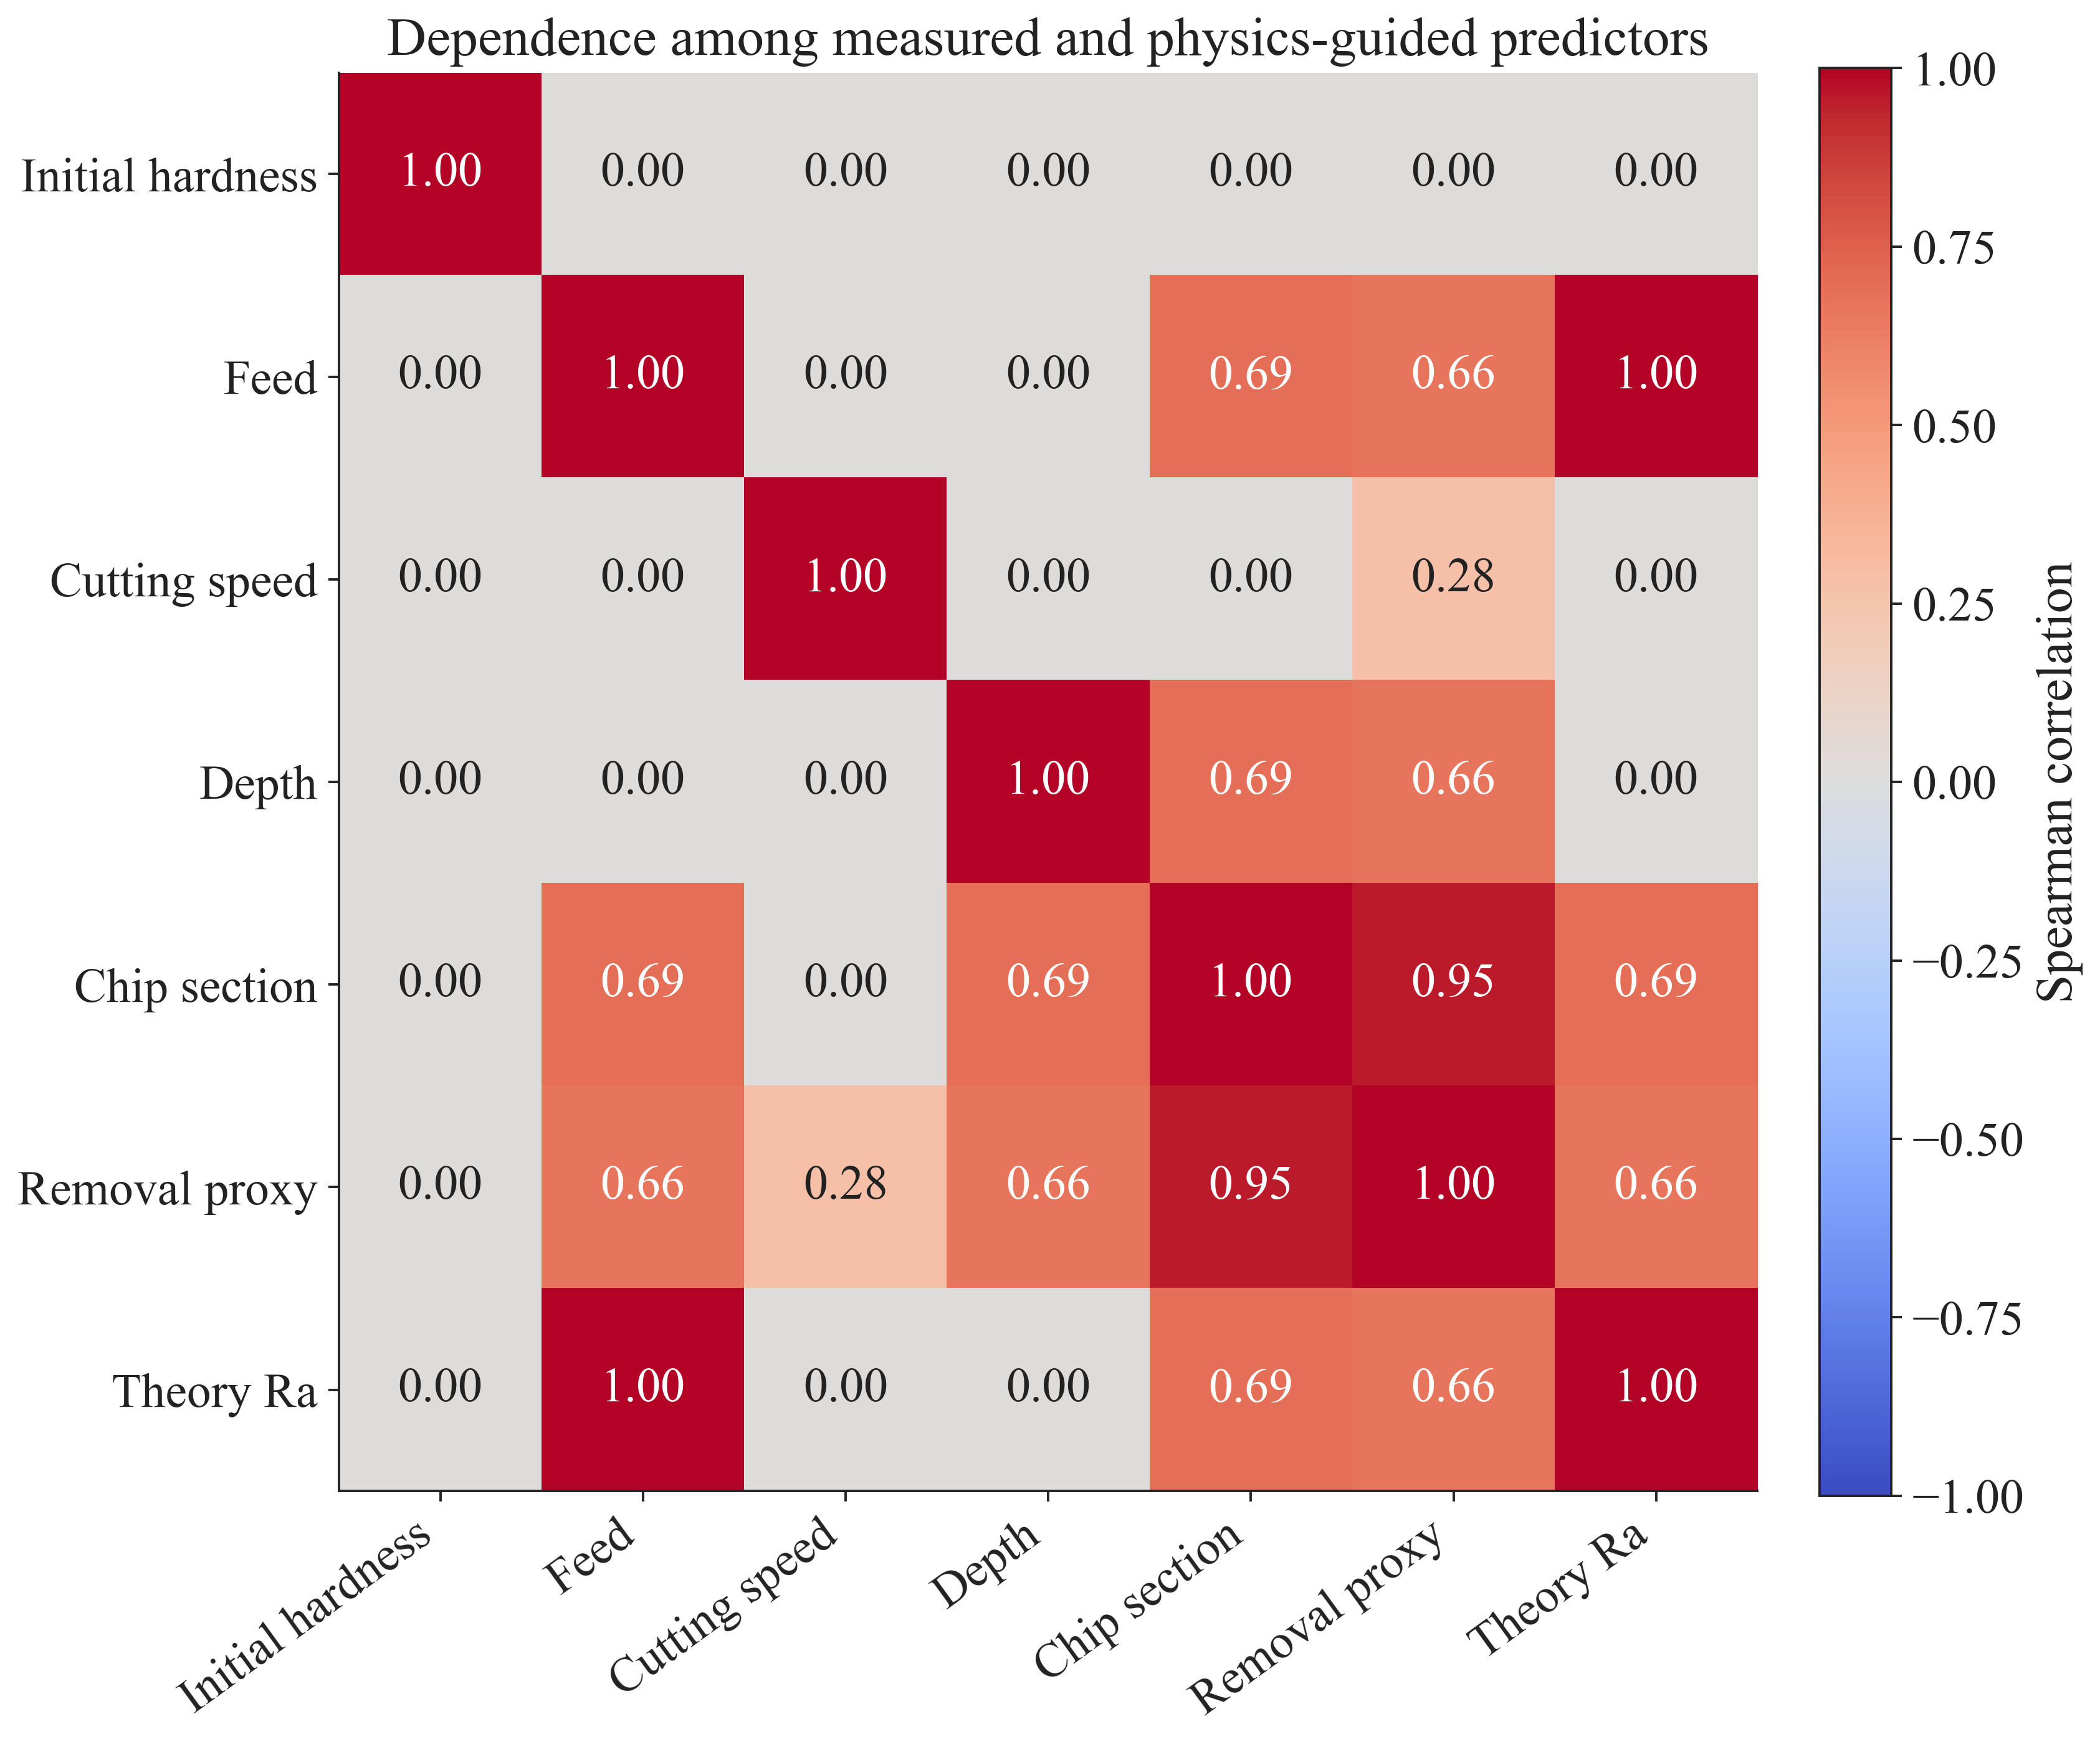 Dependence among measured and physics-guided predictors
Initial hardness 1.00 0.00 0.00 0.00 0.00 0.00 0.00
Feed 0.00 1.00 0.00 0.00 0.69 0.66 1.00
Cutting speed 0.00 0.00 1.00 0.00 0.00 0.28 0.00
Depth 0.00 0.00 0.00 1.00 0.69 0.66 0.00
Chip section 0.00 0.69 0.00 0.69 1.00 0.95 0.69
Removal proxy 0.00 0.66 0.28 0.66 0.95 1.00 0.66
Theory Ra 0.00 1.00 0.00 0.00 0.69 0.66 1.00
Initial hardness
Feed
Cutting speed
Depth
Chip section
Removal proxy
Theory Ra
1.00
0.75
0.50
0.25
0.00
−0.25
−0.50
−0.75
−1.00
Spearman correlation